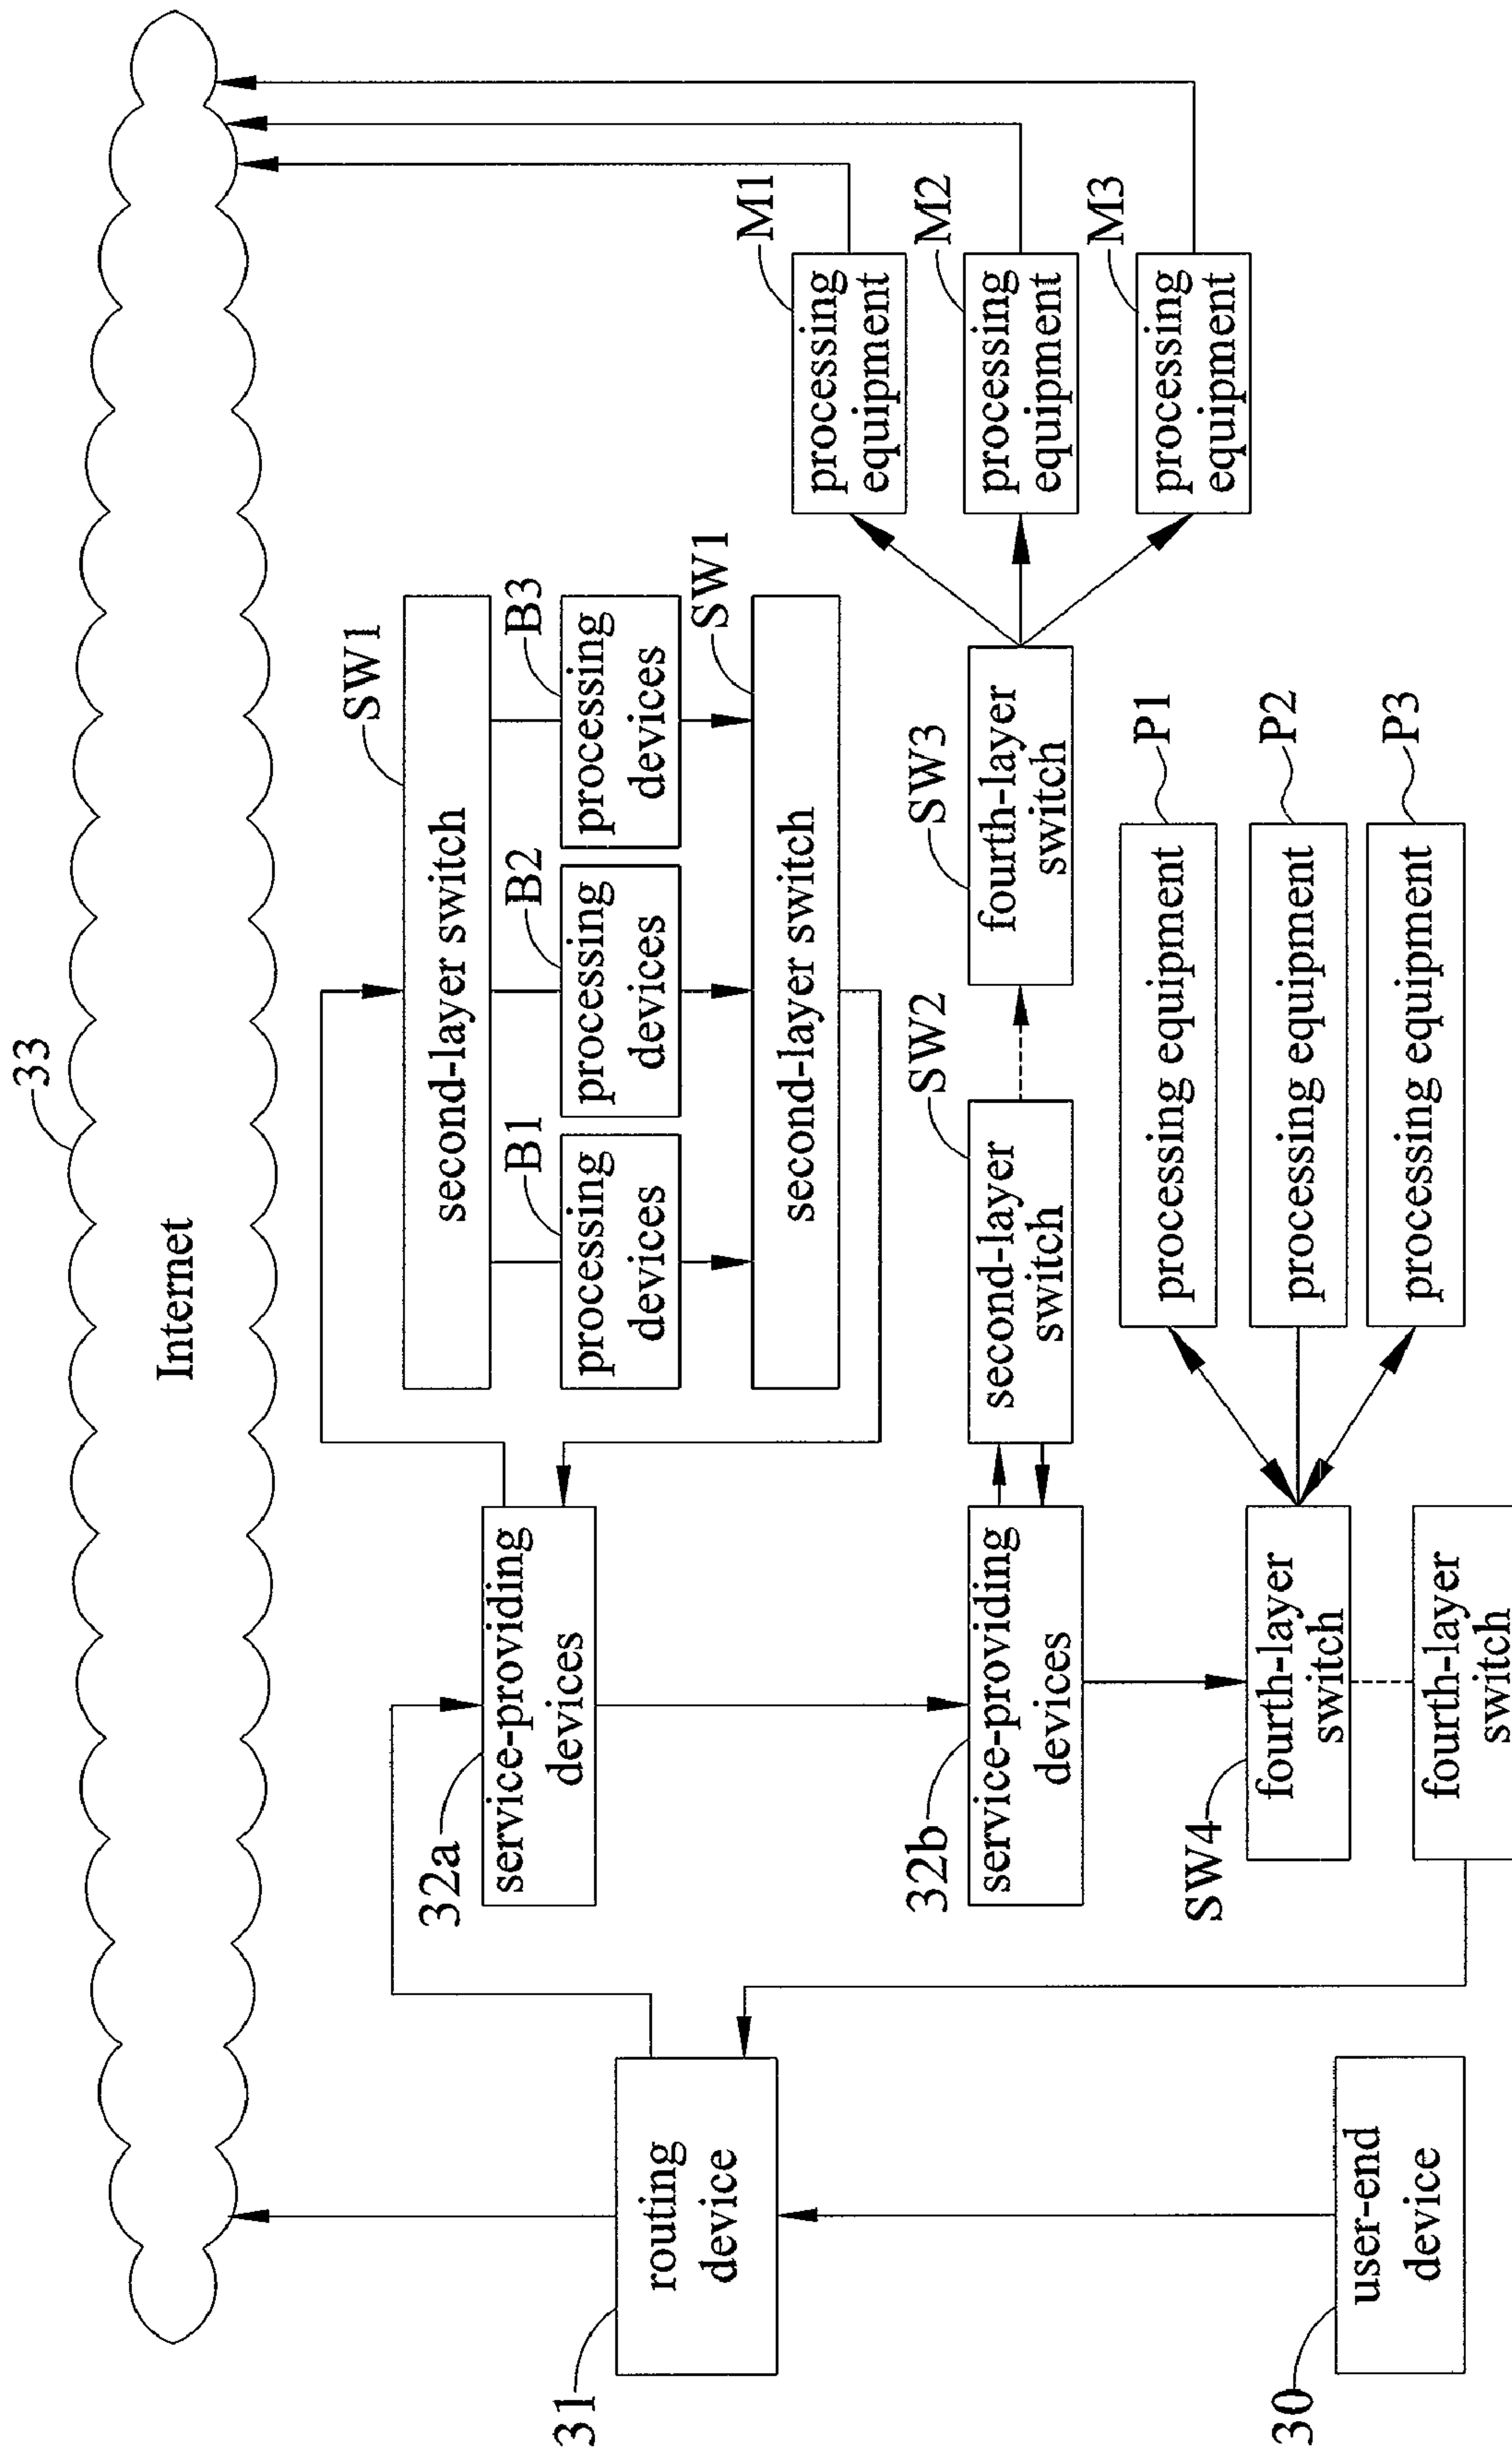 33
Internet
SW1
second-layer switch
B1
B2
B3
processing
devices
processing
devices
processing
devices
SW1
second-layer switch
M1
processing
equipment
M2
processing
equipment
M3
processing
equipment
32a
service-providing
devices
32b
service-providing
devices
SW2
second-layer
switch
SW3
fourth-layer
switch
31
routing
device
30
user-end
device
SW4
fourth-layer
switch
fourth-layer
switch
processing equipment
P1
processing equipment
P2
processing equipment
P3